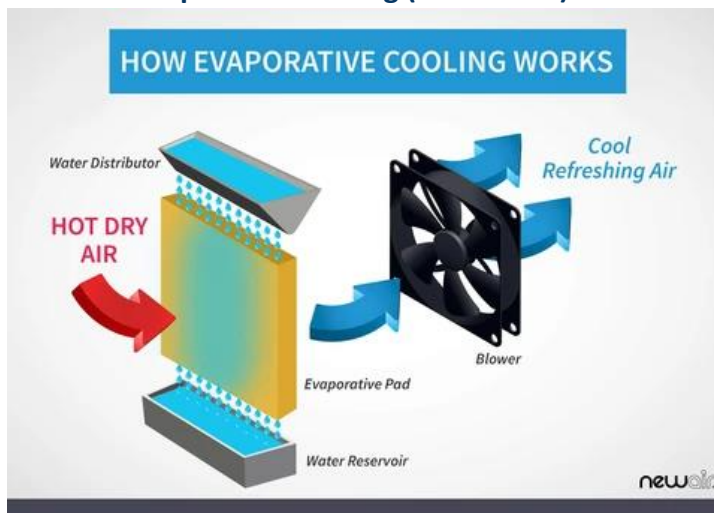 HOW EVAPORATIVE COOLING WORKS
Water Distributor
Cool
Refreshing Air
HOT DRY
AIR
Blower
Evaporative Pad
Water Reservoir
newair